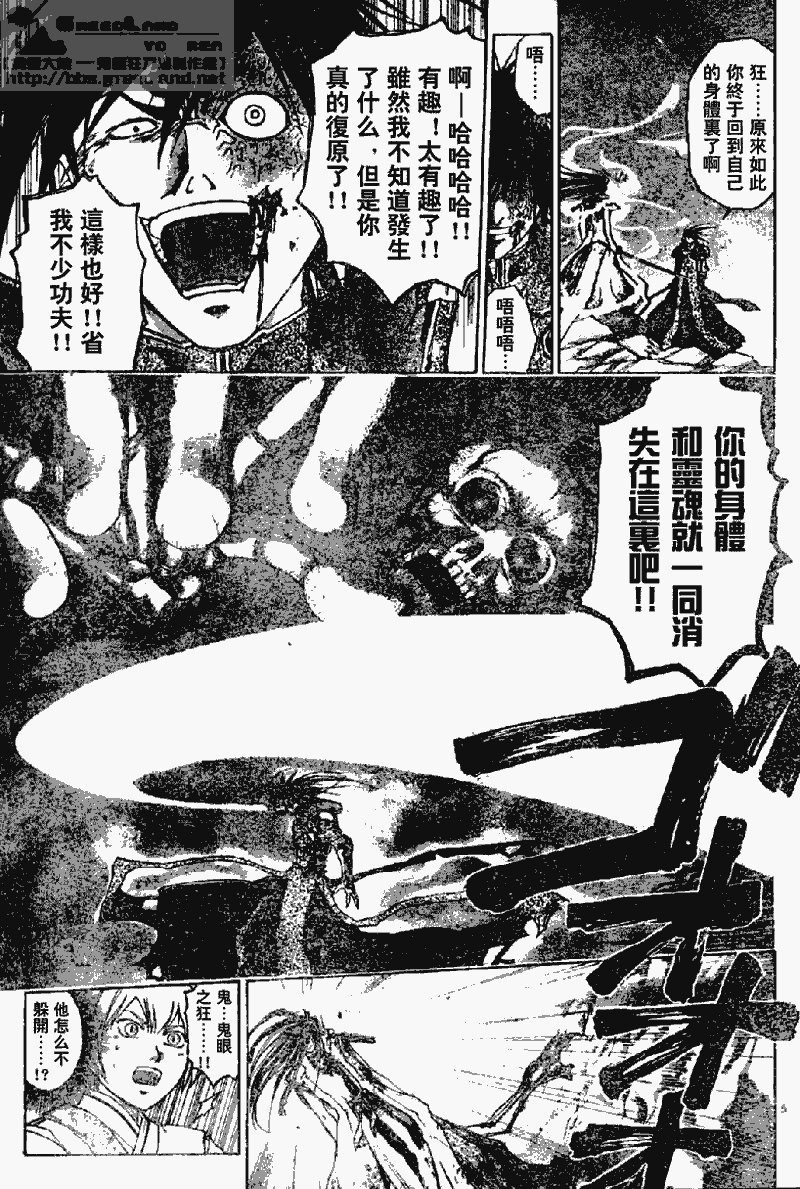 狂……原來如此
你終于回到自己
的身體裏了啊
唔……
唔唔唔…
啊—哈哈哈哈!!
有趣！太有趣了!!
雖然我不知道發生
了什么，但是你
真的復原了!!
這樣也好!!省
我不少功夫!!
你的身體
和靈魂就一同消
失在這裏吧!!
ブオオオ
鬼…鬼眼
之狂……!!
他怎么不
躲開……!?